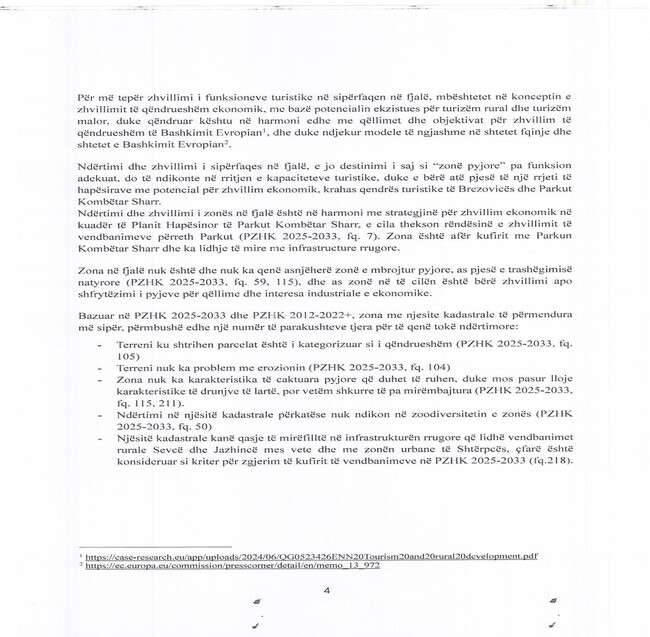 Për më tepër zhvillimi i funksioneve turistike në sipërfaqen në fjalë, mbështetet në konceptin e
zhvillimit të qëndrueshëm ekonomik, me bazë potencialin ekzistues për turizëm rural dhe turizëm
malor, duke qëndruar kështu në harmoni edhe me qëllimet dhe objektivat për zhvillim të
qëndrueshëm të Bashkimit Evropian¹, dhe duke ndjekur modele të ngjashme në shtetet fqinje dhe
shtetet e Bashkimit Evropian².
Ndërtimi dhe zhvillimi i sipërfaqes në fjalë, e jo destinimi i saj si “zonë pyjore” pa funksion
adekuat, do të ndikonte në rritjen e kapaciteteve turistike, duke e bërë atë pjesë të një rrjeti të
hapësirave me potencial për zhvillim ekonomik, krahas qendrës turistike të Brezovicës dhe Parkut
Kombëtar Sharr.
Ndërtimi dhe zhvillimi i zonës në fjalë është në harmoni me strategjinë për zhvillim ekonomik në
kuadër të Planit Hapësinor të Parkut Kombëtar Sharr, e cila thekson rëndësinë e zhvillimit të
vendbanimeve përreth Parkut (PZHK 2025-2033, fq. 7). Zona është afër kufirit me Parkun
Kombëtar Sharr dhe ka lidhje të mire me infrastructure rrugore.
Zona në fjalë nuk është dhe nuk ka qenë asnjëherë zonë e mbrojtur pyjore, as pjesë e trashëgimisë
natyrore (PZHK 2025-2033, fq. 59, 115), dhe as zonë në të cilën është bërë zhvillimi apo
shfrytëzimi i pyjeve për qëllime dhe interesa industriale e ekonomike.
Bazuar në PZHK 2025-2033 dhe PZHK 2012-2022+, zona me njesite kadastrale të përmendura
më sipër, përmbushë edhe një numër të parakushteve tjera për të qenë tokë ndërtimore:
- Terreni ku shtrihen parcelat është i kategorizuar si i qëndrueshëm (PZHK 2025-2033, fq.
105)
- Terreni nuk ka problem me erozionin (PZHK 2025-2033, fq. 104)
- Zona nuk ka karakteristika të caktuara pyjore që duhet të ruhen, duke mos pasur lloje
karakteristike të drunjve të lartë, por vetëm shkurre të pa mirëmbajtura (PZHK 2025-2033,
fq. 115, 211).
- Ndërtimi në njësitë kadastrale përkatëse nuk ndikon në zoodiversitetin e zonës (PZHK
2025-2033, fq. 50)
- Njësitë kadastrale kanë qasje të mirëfilltë në infrastrukturën rrugore që lidhë vendbanimet
rurale Sevcë dhe Jazhincë mes vete dhe me zonën urbane të Shtërpcës, çfarë është
konsideruar si kriter për zgjerim të kufirit të vendbanimeve në PZHK 2025-2033 (fq.218).
¹ https://case-research.eu/app/uploads/2024/06/QG0523426ENN20Tourism20and20rural20development.pdf
² https://ec.europa.eu/commission/presscorner/detail/en/memo_13_972
4